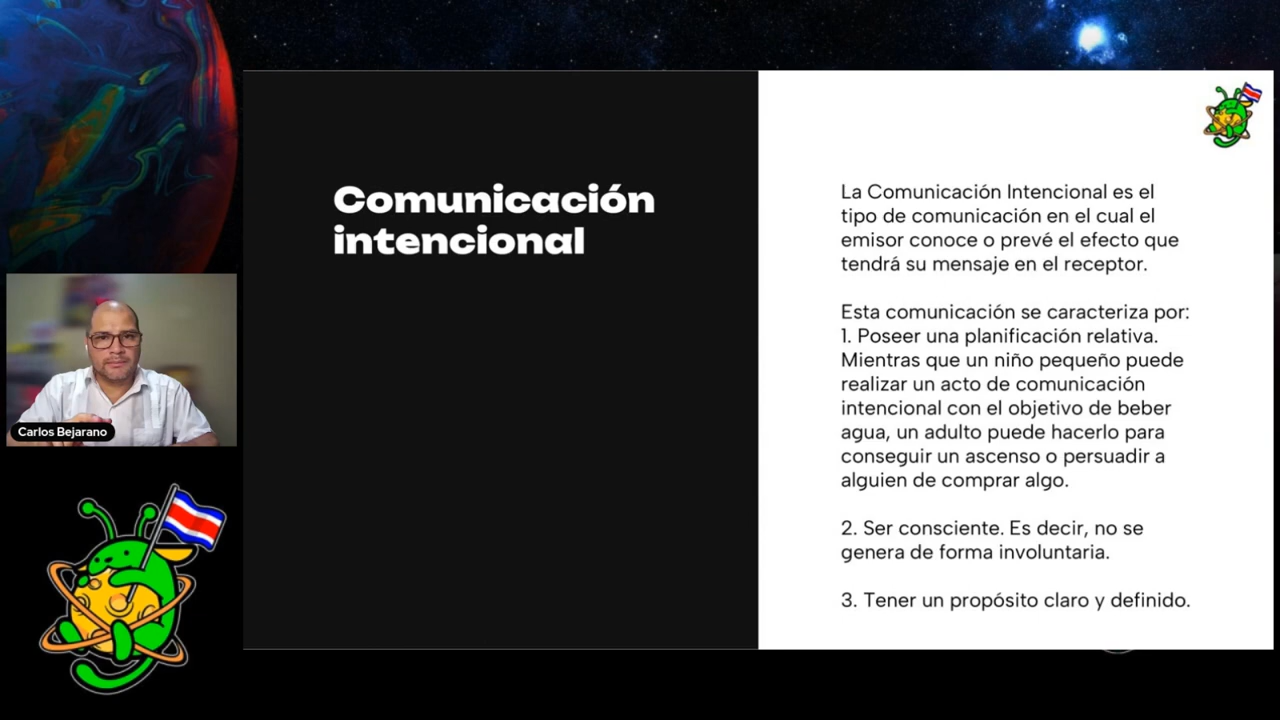 Comunicación
intencional
La Comunicación Intencional es el
tipo de comunicación en el cual el
emisor conoce o prevé el efecto que
tendrá su mensaje en el receptor.
Esta comunicación se caracteriza por:
1. Poseer una planificación relativa.
Mientras que un niño pequeño puede
realizar un acto de comunicación
intencional con el objetivo de beber
agua, un adulto puede hacerlo para
conseguir un ascenso o persuadir a
alguien de comprar algo.
2. Ser consciente. Es decir, no se
genera de forma involuntaria.
3. Tener un propósito claro y definido.
Carlos Bejarano